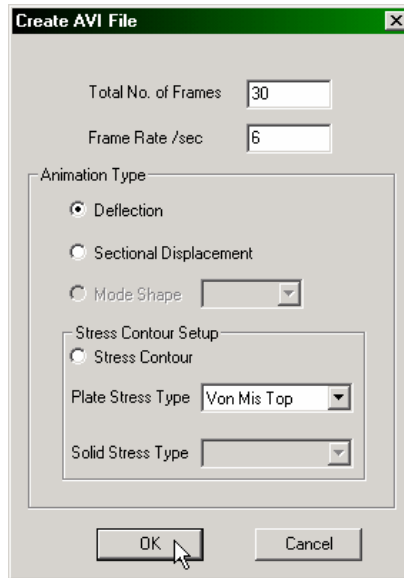 Create AVI File
Total No. of Frames 30
Frame Rate /sec 6
Animation Type
Deflection
Sectional Displacement
Mode Shape
Stress Contour Setup
Stress Contour
Plate Stress Type Von Mis Top
Solid Stress Type
OK Cancel